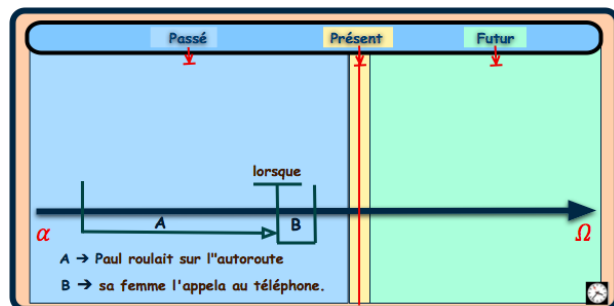 Passé Présent Futur
lorsque
A B
α Ω
A → Paul roulait sur l"autoroute
B → sa femme l'appela au téléphone.